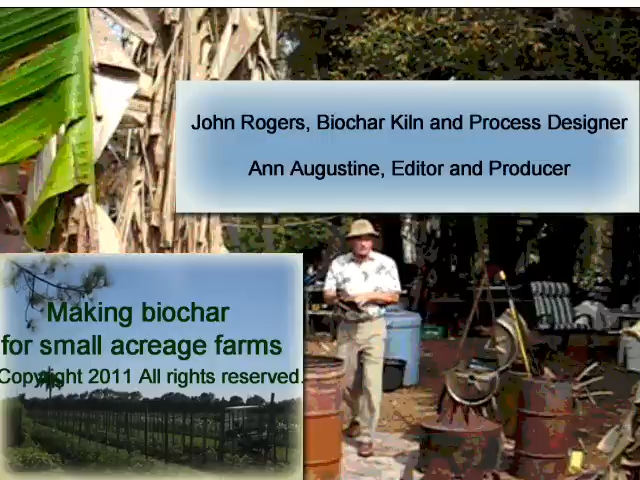 John Rogers, Biochar Kiln and Process Designer
Ann Augustine, Editor and Producer
Making biochar
for small acreage farms
Copyright 2011 All rights reserved.